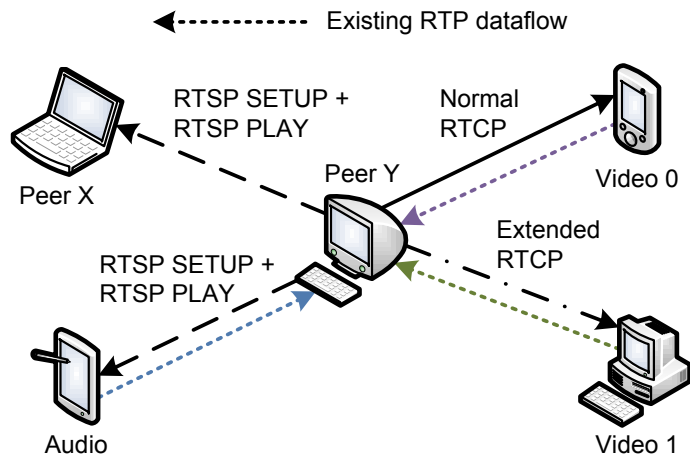 Existing RTP dataflow
RTSP SETUP +
RTSP PLAY
Normal
RTCP
Peer X
Peer Y
Video 0
RTSP SETUP +
RTSP PLAY
Extended
RTCP
Audio
Video 1